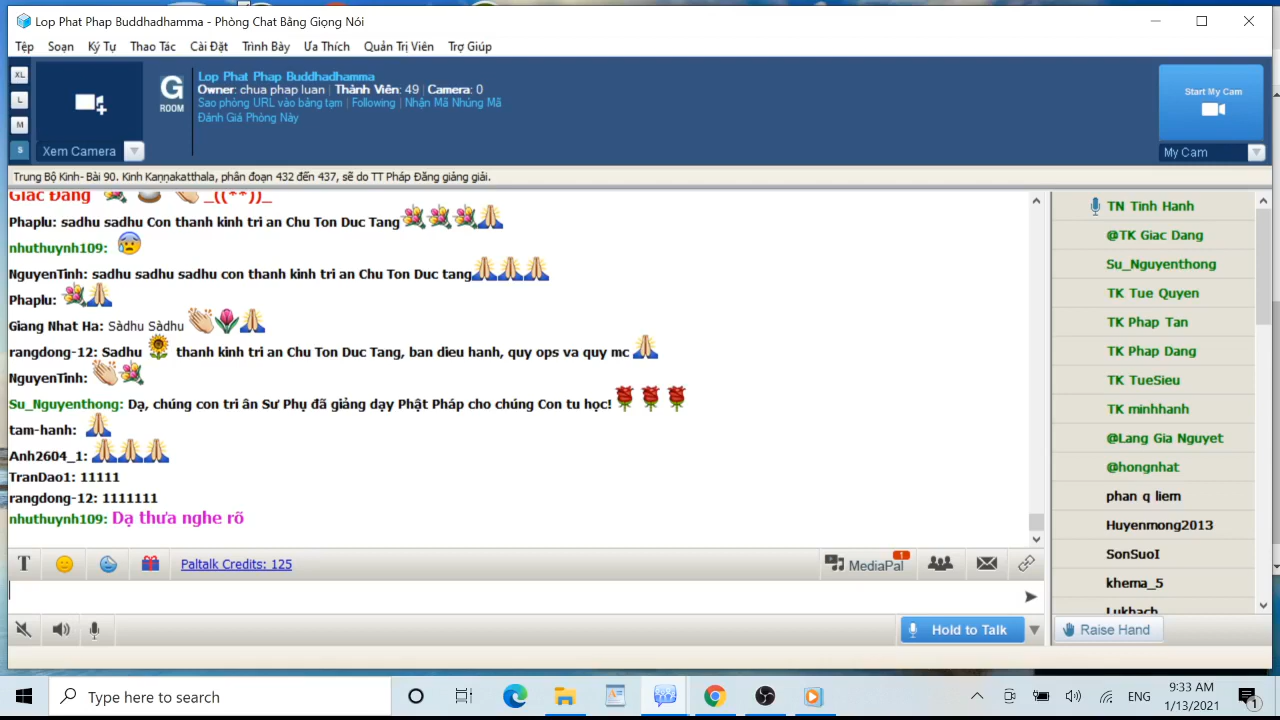 Lop Phat Phap Buddhadhamma - Phòng Chat Bằng Giọng Nói
Tệp Soạn Ký Tự Thao Tác Cài Đặt Trình Bày Ưa Thích Quản Trị Viên Trợ Giúp
XL
L
M
S
Xem Camera
G
ROOM
Lop Phat Phap Buddhadhamma
Owner: chua phap luan | Thành Viên: 49 | Camera: 0
Sao phòng URL vào bảng tạm | Following | Nhận Mã Nhúng Mã
Đánh Giá Phòng Này
Start My Cam
My Cam
Trung Bộ Kinh- Bài 90. Kinh Kaṇṇakatthala, phân đoạn 432 đến 437, sẽ do TT Pháp Đăng giảng giải.
Giác Đẳng _((**))_
Phaplu: sadhu sadhu Con thanh kinh tri an Chu Ton Duc Tang
nhuthuynh109:
NguyenTinh: sadhu sadhu sadhu con thanh kinh tri an Chu Ton Duc tang
Phaplu:
Giang Nhat Ha: Sàdhu Sàdhu
rangdong-12: Sadhu thanh kinh tri an Chu Ton Duc Tang, ban dieu hanh, quy ops va quy mc
NguyenTinh:
Su_Nguyenthong: Dạ, chúng con tri ân Sư Phụ đã giảng dạy Phật Pháp cho chúng Con tu học!
tam-hanh:
Anh2604_1:
TranDao1: 11111
rangdong-12: 1111111
nhuthuynh109: Dạ thưa nghe rõ
TN Tinh Hanh
@TK Giac Dang
Su_Nguyenthong
TK Tue Quyen
TK Phap Tan
TK Phap Dang
TK TueSieu
TK minhhanh
@Lang Gia Nguyet
@hongnhat
phan q liem
Huyenmong2013
SonSuoI
khema_5
Lukhach
T Paltalk Credits: 125 MediaPal 1
Hold to Talk
Raise Hand
Type here to search
ENG
9:33 AM
1/13/2021
1